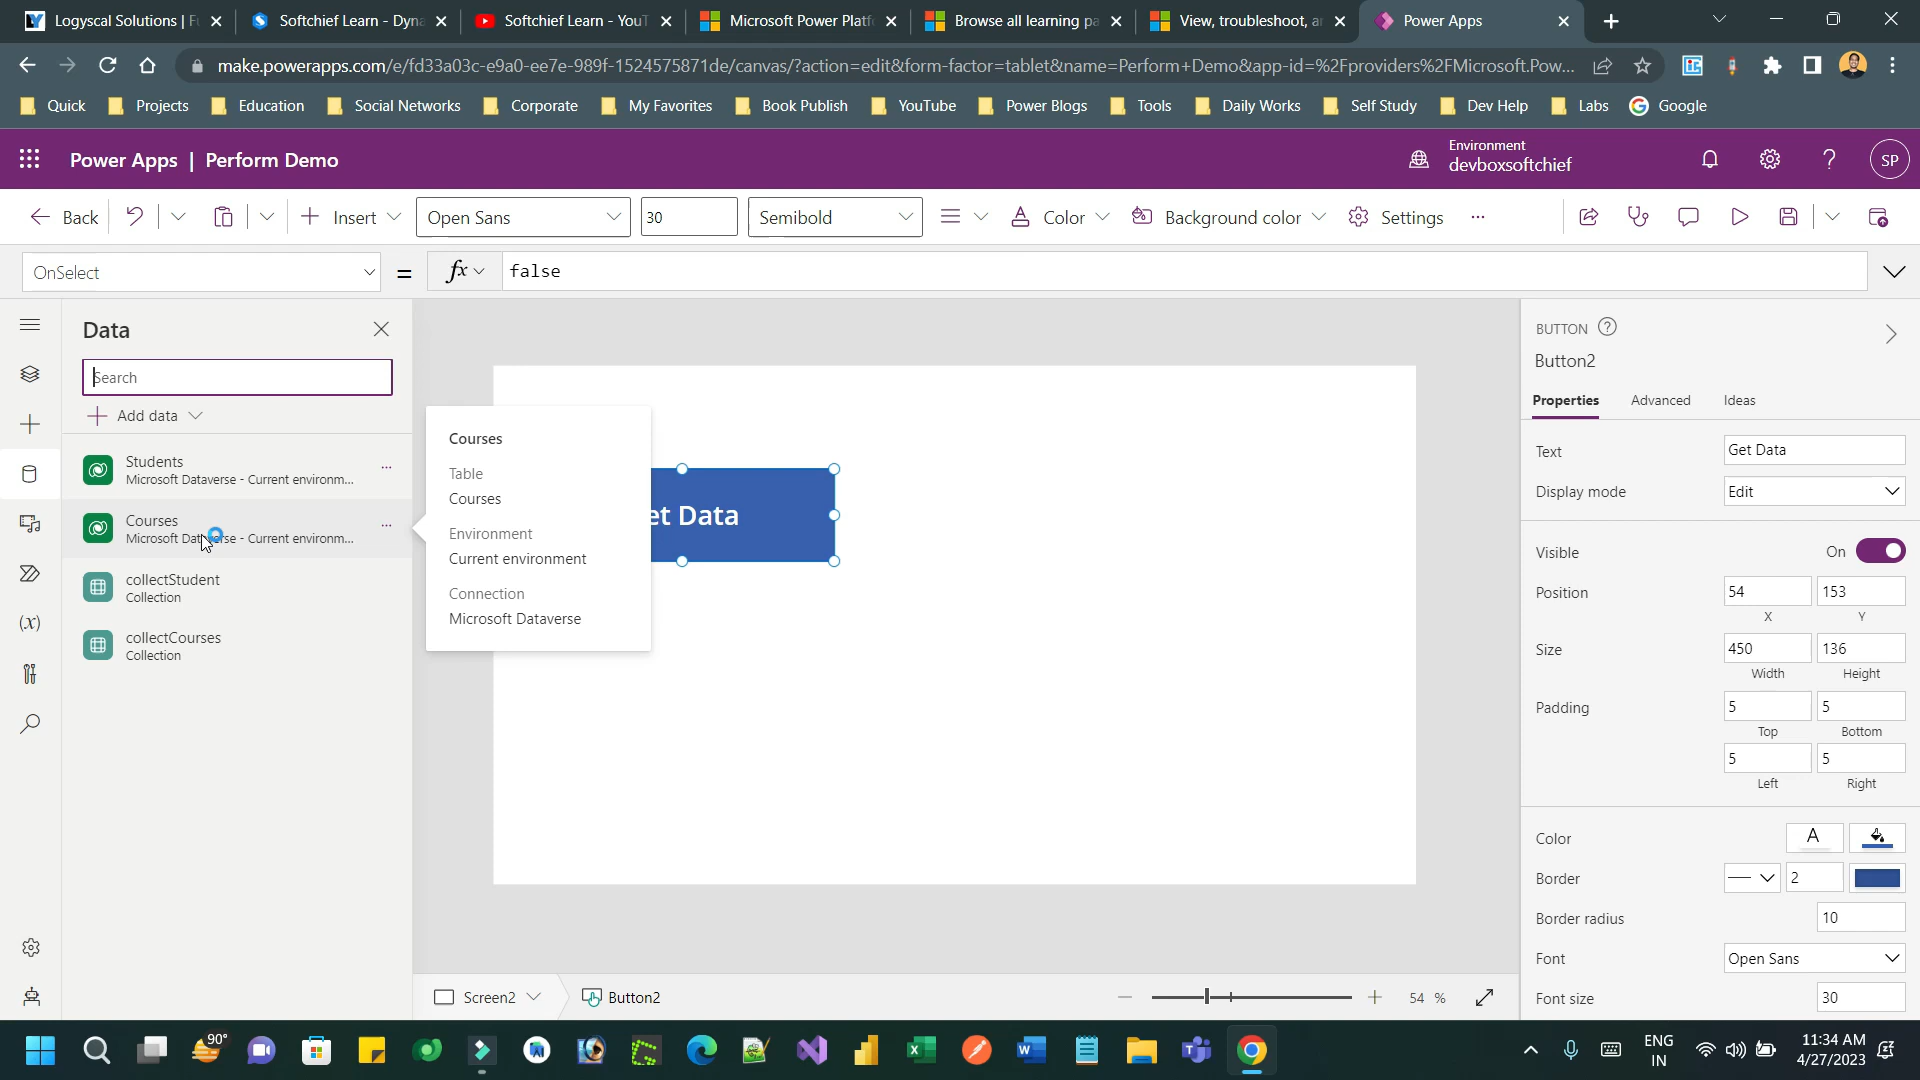 Logyscal Solutions | Fu
Softchief Learn - Dyna
Softchief Learn - YouT
Microsoft Power Platfo
Browse all learning pa
View, troubleshoot, an
Power Apps
make.powerapps.com/e/fd33a03c-e9a0-ee7e-989f-1524575871de/canvas/?action=edit&form-factor=tablet&name=Perform+Demo&app-id=%2Fproviders%2FMicrosoft.Pow...
Quick
Projects
Education
Social Networks
Corporate
My Favorites
Book Publish
YouTube
Power Blogs
Tools
Daily Works
Self Study
Dev Help
Labs
Google
Power Apps | Perform Demo
Environment
devboxsoftchief
SP
Back
Insert
Open Sans
30
Semibold
Color
Background color
Settings
OnSelect
=
fx
false
Data
Search
Add data
Students
Microsoft Dataverse - Current environm...
Courses
Microsoft Dataverse - Current environm...
collectStudent
Collection
collectCourses
Collection
Courses
Table
Courses
Environment
Current environment
Connection
Microsoft Dataverse
et Data
BUTTON
Button2
Properties
Advanced
Ideas
Text
Get Data
Display mode
Edit
Visible
On
Position
54
153
X
Y
Size
450
136
Width
Height
Padding
5
5
Top
Bottom
5
5
Left
Right
Color
A
Border
2
Border radius
10
Font
Open Sans
Font size
30
Screen2
Button2
54 %
90°
ENG
IN
11:34 AM
4/27/2023